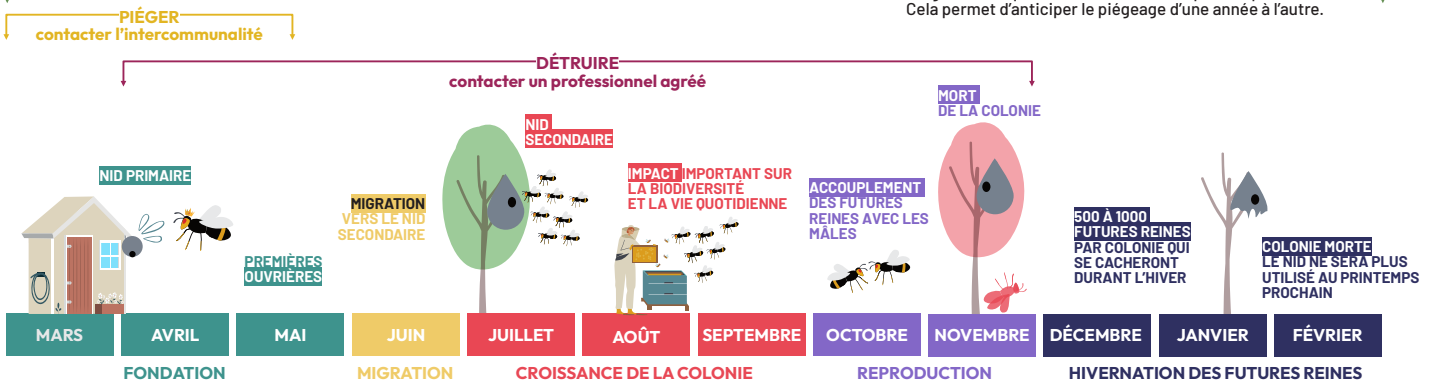 Cela permet d'anticiper le piégeage d'une année à l'autre.
PIÉGER
contacter l'intercommunalité
DÉTRUIRE
contacter un professionnel agréé
NID PRIMAIRE
PREMIÈRES
OUVRIÈRES
MIGRATION
VERS LE NID
SECONDAIRE
NID
SECONDAIRE
IMPACT IMPORTANT SUR
LA BIODIVERSITÉ
ET LA VIE QUOTIDIENNE
ACCOUPLEMENT
DES FUTURES
REINES AVEC LES
MÂLES
MORT
DE LA COLONIE
500 À 1000
FUTURES REINES
PAR COLONIE QUI
SE CACHERONT
DURANT L'HIVER
COLONIE MORTE
LE NID NE SERA PLUS
UTILISÉ AU PRINTEMPS
PROCHAIN
MARS AVRIL MAI JUIN JUILLET AOÛT SEPTEMBRE OCTOBRE NOVEMBRE DÉCEMBRE JANVIER FÉVRIER
FONDATION MIGRATION CROISSANCE DE LA COLONIE REPRODUCTION HIVERNATION DES FUTURES REINES